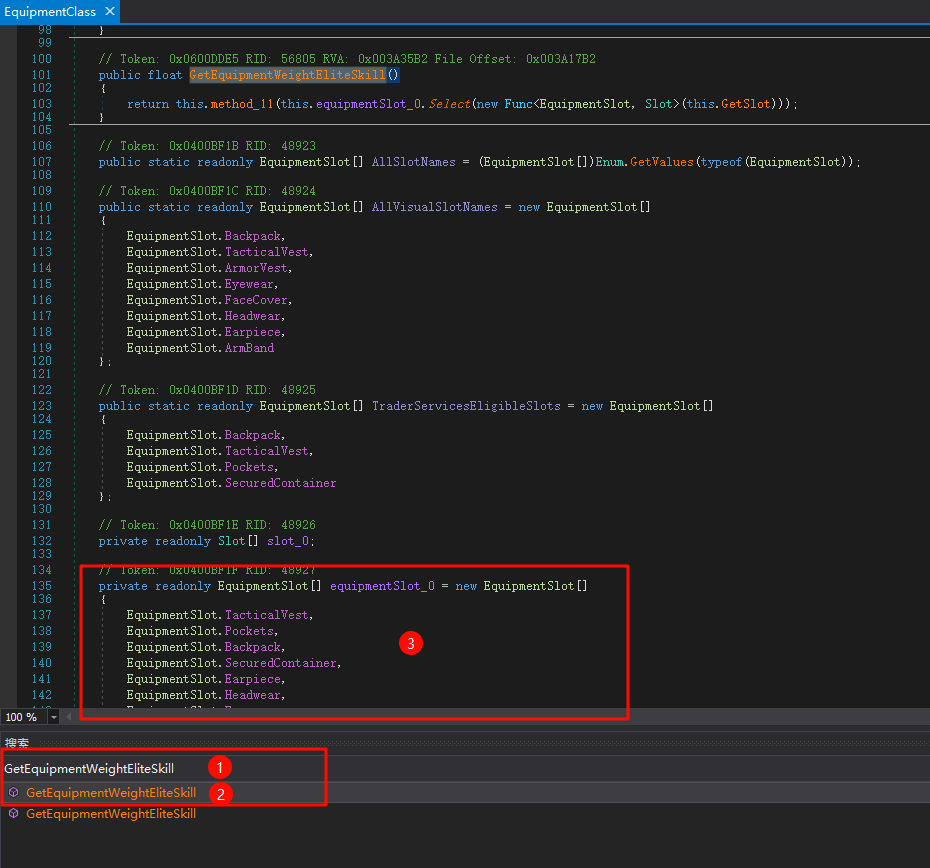 EquipmentClass ×
98 }
99
100 // Token: 0x0600DDE5 RID: 56805 RVA: 0x003A35B2 File Offset: 0x003A17B2
101 public float GetEquipmentWeightEliteSkill()
102 {
103 return this.method_11(this.equipmentSlot_0.Select(new Func<EquipmentSlot, Slot>(this.GetSlot)));
104 }
105
106 // Token: 0x0400BF1B RID: 48923
107 public static readonly EquipmentSlot[] AllSlotNames = (EquipmentSlot[])Enum.GetValues(typeof(EquipmentSlot));
108
109 // Token: 0x0400BF1C RID: 48924
110 public static readonly EquipmentSlot[] AllVisualSlotNames = new EquipmentSlot[]
111 {
112 EquipmentSlot.Backpack,
113 EquipmentSlot.TacticalVest,
114 EquipmentSlot.ArmorVest,
115 EquipmentSlot.Eyewear,
116 EquipmentSlot.FaceCover,
117 EquipmentSlot.Headwear,
118 EquipmentSlot.Earpiece,
119 EquipmentSlot.ArmBand
120 };
121
122 // Token: 0x0400BF1D RID: 48925
123 public static readonly EquipmentSlot[] TraderServicesEligibleSlots = new EquipmentSlot[]
124 {
125 EquipmentSlot.Backpack,
126 EquipmentSlot.TacticalVest,
127 EquipmentSlot.Pockets,
128 EquipmentSlot.SecuredContainer
129 };
130
131 // Token: 0x0400BF1E RID: 48926
132 private readonly Slot[] slot_0;
133
134 // Token: 0x0400BF1F RID: 48927
135 private readonly EquipmentSlot[] equipmentSlot_0 = new EquipmentSlot[]
136 {
137 EquipmentSlot.TacticalVest,
138 EquipmentSlot.Pockets,
139 EquipmentSlot.Backpack, 3
140 EquipmentSlot.SecuredContainer,
141 EquipmentSlot.Earpiece,
142 EquipmentSlot.Headwear,
100 %
搜索
GetEquipmentWeightEliteSkill 1
GetEquipmentWeightEliteSkill 2
GetEquipmentWeightEliteSkill